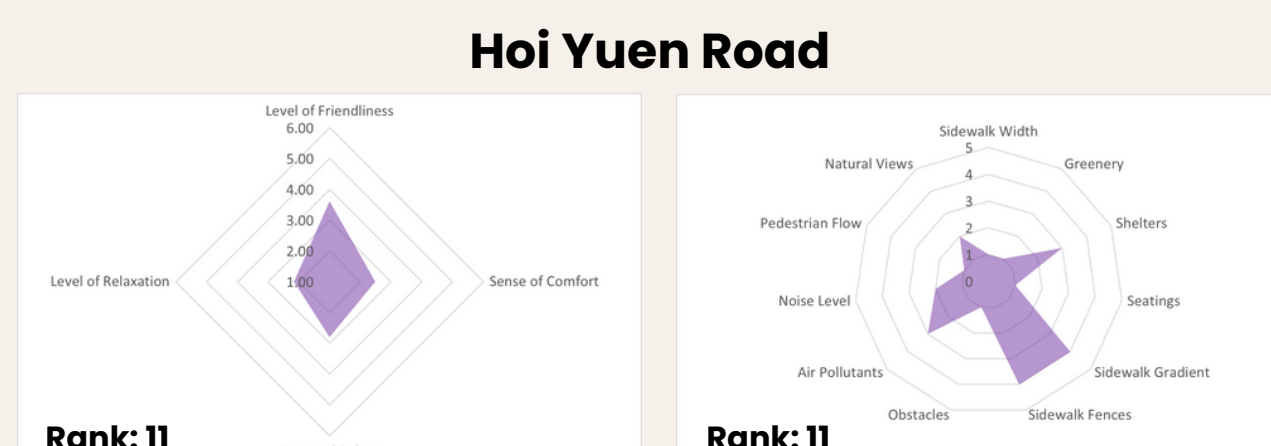 Hoi Yuen Road
Level of Friendliness
6.00
5.00
4.00
3.00
2.00
1.00
Level of Relaxation
Sense of Comfort
Rank: 11
Sidewalk Width
5
4
3
2
1
0
Natural Views
Greenery
Pedestrian Flow
Shelters
Noise Level
Seatings
Air Pollutants
Sidewalk Gradient
Obstacles
Sidewalk Fences
Rank: 11